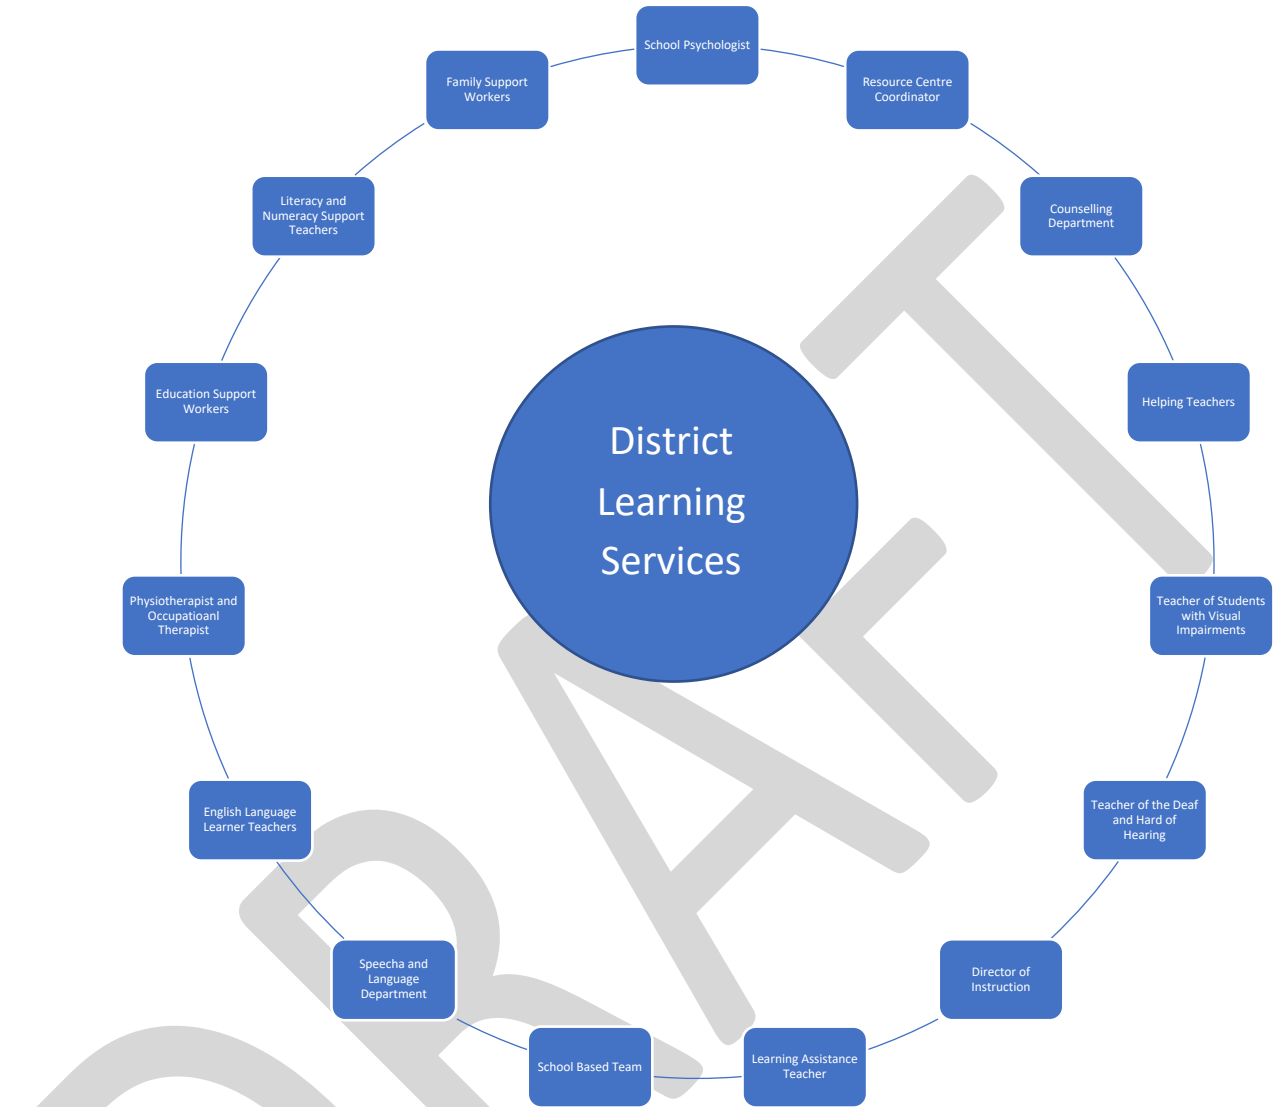 School Psychologist
Resource Centre
Coordinator
Counselling
Department
Helping Teachers
Teacher of Students
with Visual
Impairments
Teacher of the Deaf
and Hard of
Hearing
Director of
Instruction
Learning Assistance
Teacher
School Based Team
Speecha and
Language
Department
English Language
Learner Teachers
Physiotherapist and
Occupatioanl
Therapist
Education Support
Workers
Literacy and
Numeracy Support
Teachers
Family Support
Workers
District
Learning
Services
DRAFT